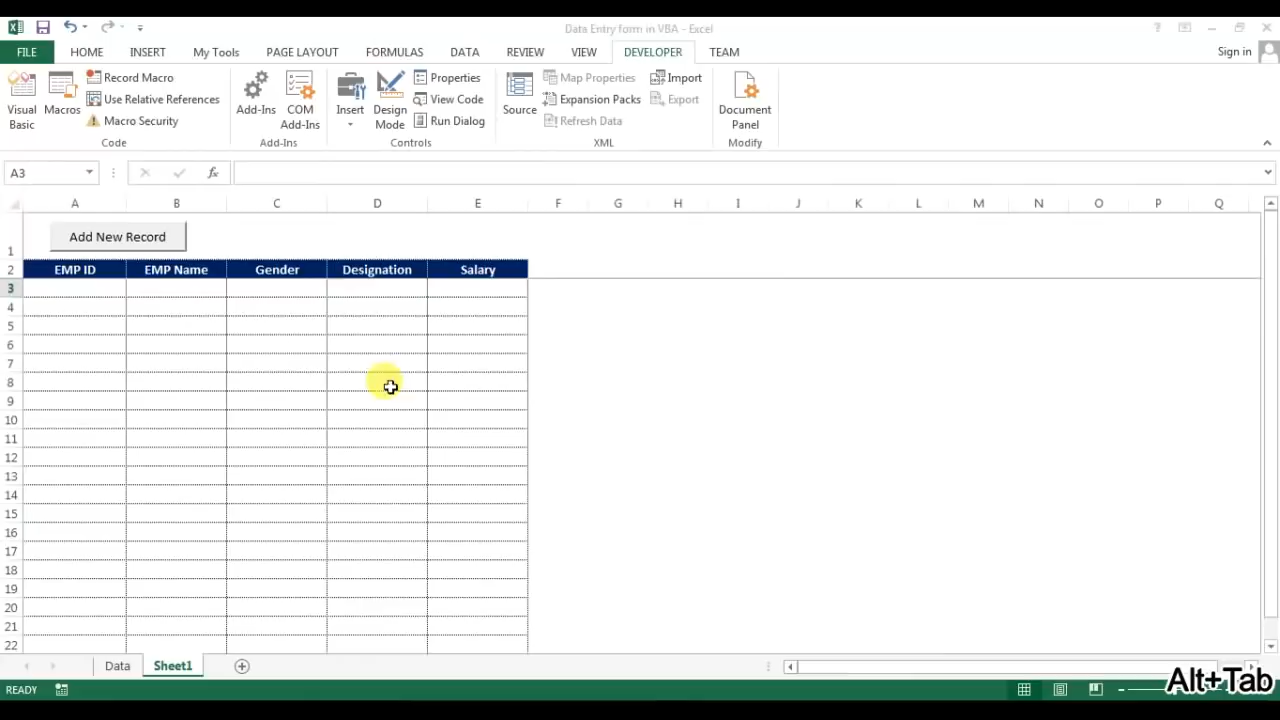 Data Entry form in VBA - Excel
?
FILE HOME INSERT My Tools PAGE LAYOUT FORMULAS DATA REVIEW VIEW DEVELOPER TEAM Sign in
Visual Basic
Macros
Record Macro
Use Relative References
Macro Security
Code
Add-Ins
COM Add-Ins
Add-Ins
Insert
Design Mode
Properties
View Code
Run Dialog
Controls
Source
Map Properties
Expansion Packs
Refresh Data
Import
Export
XML
Document Panel
Modify
A3 fx
A B C D E F G H I J K L M N O P Q
Add New Record
1
2 EMP ID EMP Name Gender Designation Salary
3
4
5
6
7
8
9
10
11
12
13
14
15
16
17
18
19
20
21
22
Data Sheet1
READY
Alt+Tab